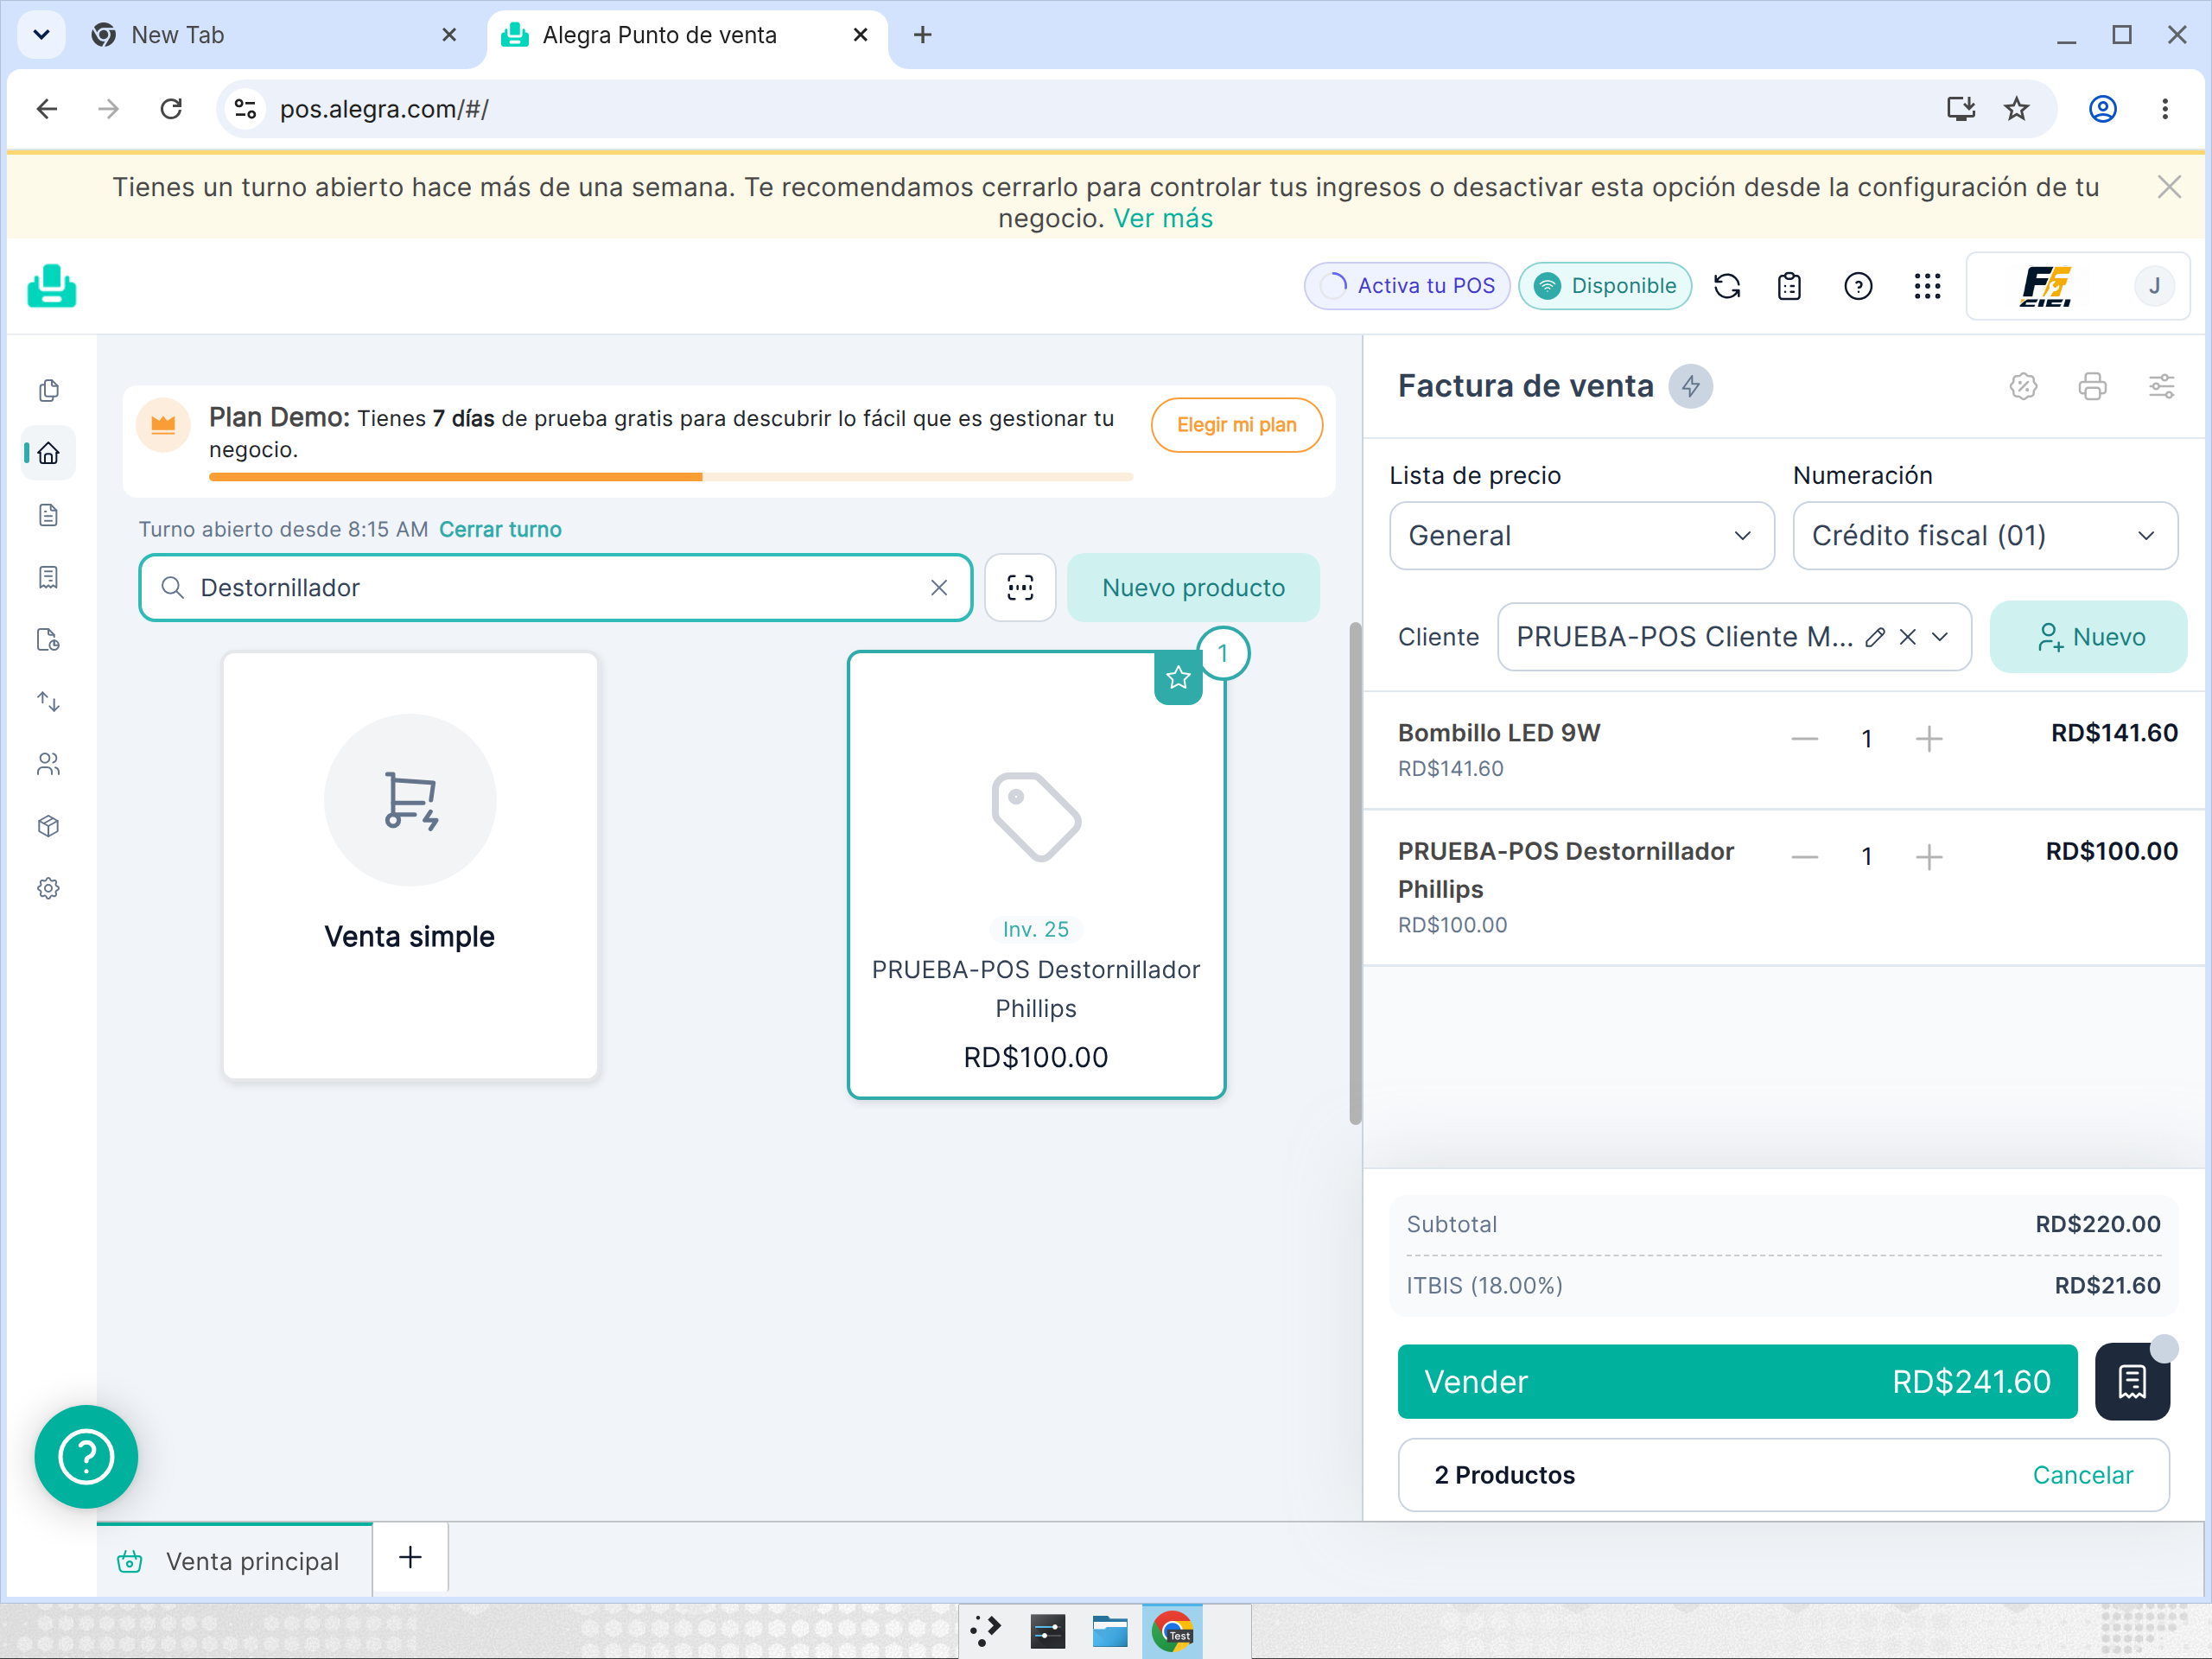 New Tab
Alegra Punto de venta
pos.alegra.com/#/
Tienes un turno abierto hace más de una semana. Te recomendamos cerrarlo para controlar tus ingresos o desactivar esta opción desde la configuración de tu
negocio. Ver más
Activa tu POS
Disponible
J
Plan Demo: Tienes 7 días de prueba gratis para descubrir lo fácil que es gestionar tu
negocio.
Elegir mi plan
Turno abierto desde 8:15 AM Cerrar turno
Destornillador
Nuevo producto
Venta simple
1
Inv. 25
PRUEBA-POS Destornillador
Phillips
RD$100.00
Factura de venta
Lista de precio
Numeración
General
Crédito fiscal (01)
Cliente
PRUEBA-POS Cliente M...
Nuevo
Bombillo LED 9W
1
RD$141.60
RD$141.60
PRUEBA-POS Destornillador
Phillips
1
RD$100.00
RD$100.00
Subtotal
RD$220.00
ITBIS (18.00%)
RD$21.60
Vender
RD$241.60
2 Productos
Cancelar
Venta principal
Test